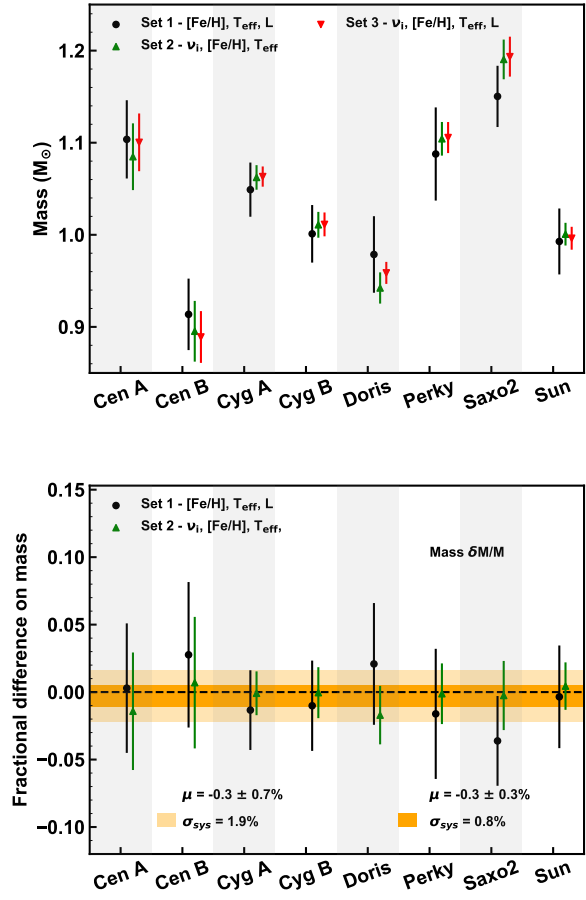 Set 1 - [Fe/H], Teff, L
Set 2 - νi, [Fe/H], Teff
Set 3 - νi, [Fe/H], Teff, L
Mass (M⊙)
1.2
1.1
1.0
0.9
Cen A Cen B Cyg A Cyg B Doris Perky Saxo2 Sun
Set 1 - [Fe/H], Teff, L
Set 2 - νi, [Fe/H], Teff,
Mass δM/M
Fractional difference on mass
0.15
0.10
0.05
0.00
−0.05
−0.10
μ = -0.3 ± 0.7%
σsys = 1.9%
μ = -0.3 ± 0.3%
σsys = 0.8%
Cen A Cen B Cyg A Cyg B Doris Perky Saxo2 Sun